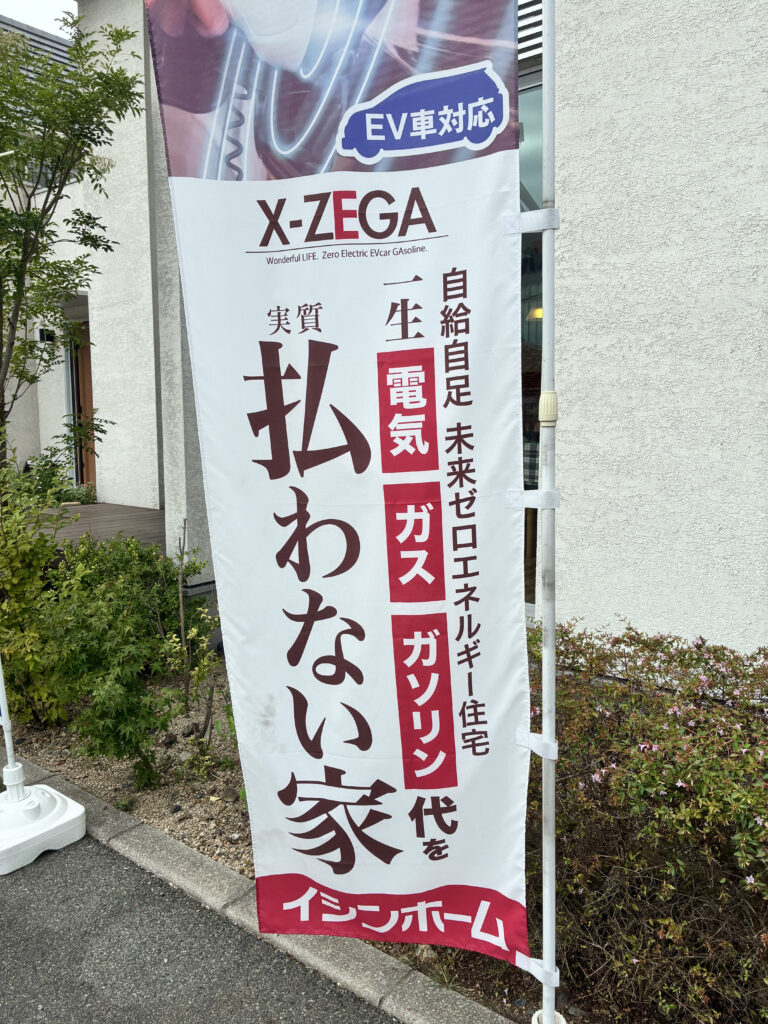 EV車対応
X-ZEGA
Wonderful LIFE. Zero Electric EVcar GAsoline.
自給自足 未来ゼロエネルギー住宅
一生 電気 ガス ガソリン 代を
実質
払わない家
イシンホーム